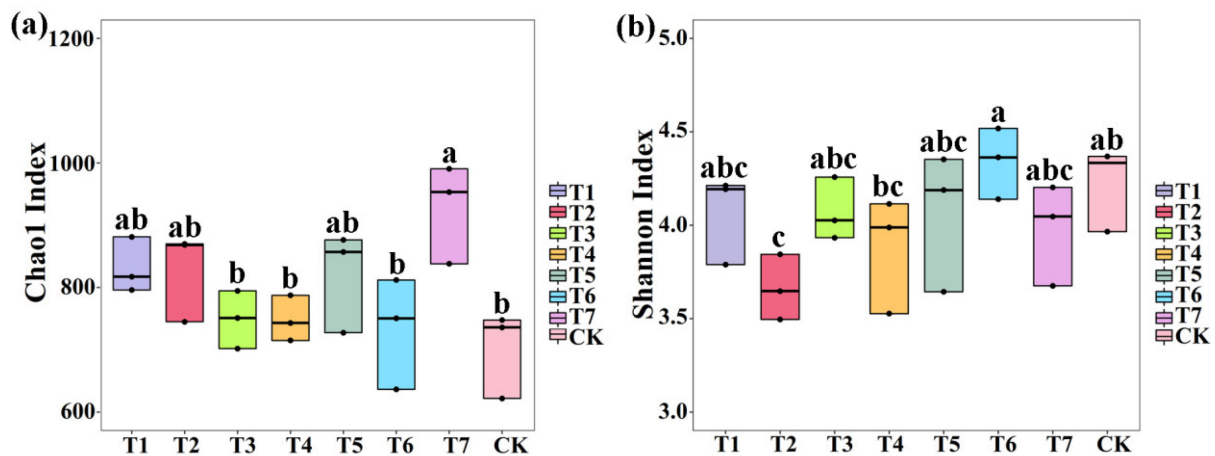 (a)
Chao1 Index
1200
1000
800
600
ab
ab
b
b
ab
b
a
b
T1 T2 T3 T4 T5 T6 T7 CK
T1
T2
T3
T4
T5
T6
T7
CK
(b)
Shannon Index
5.0
4.5
4.0
3.5
3.0
abc
c
abc
bc
abc
a
abc
ab
T1 T2 T3 T4 T5 T6 T7 CK
T1
T2
T3
T4
T5
T6
T7
CK